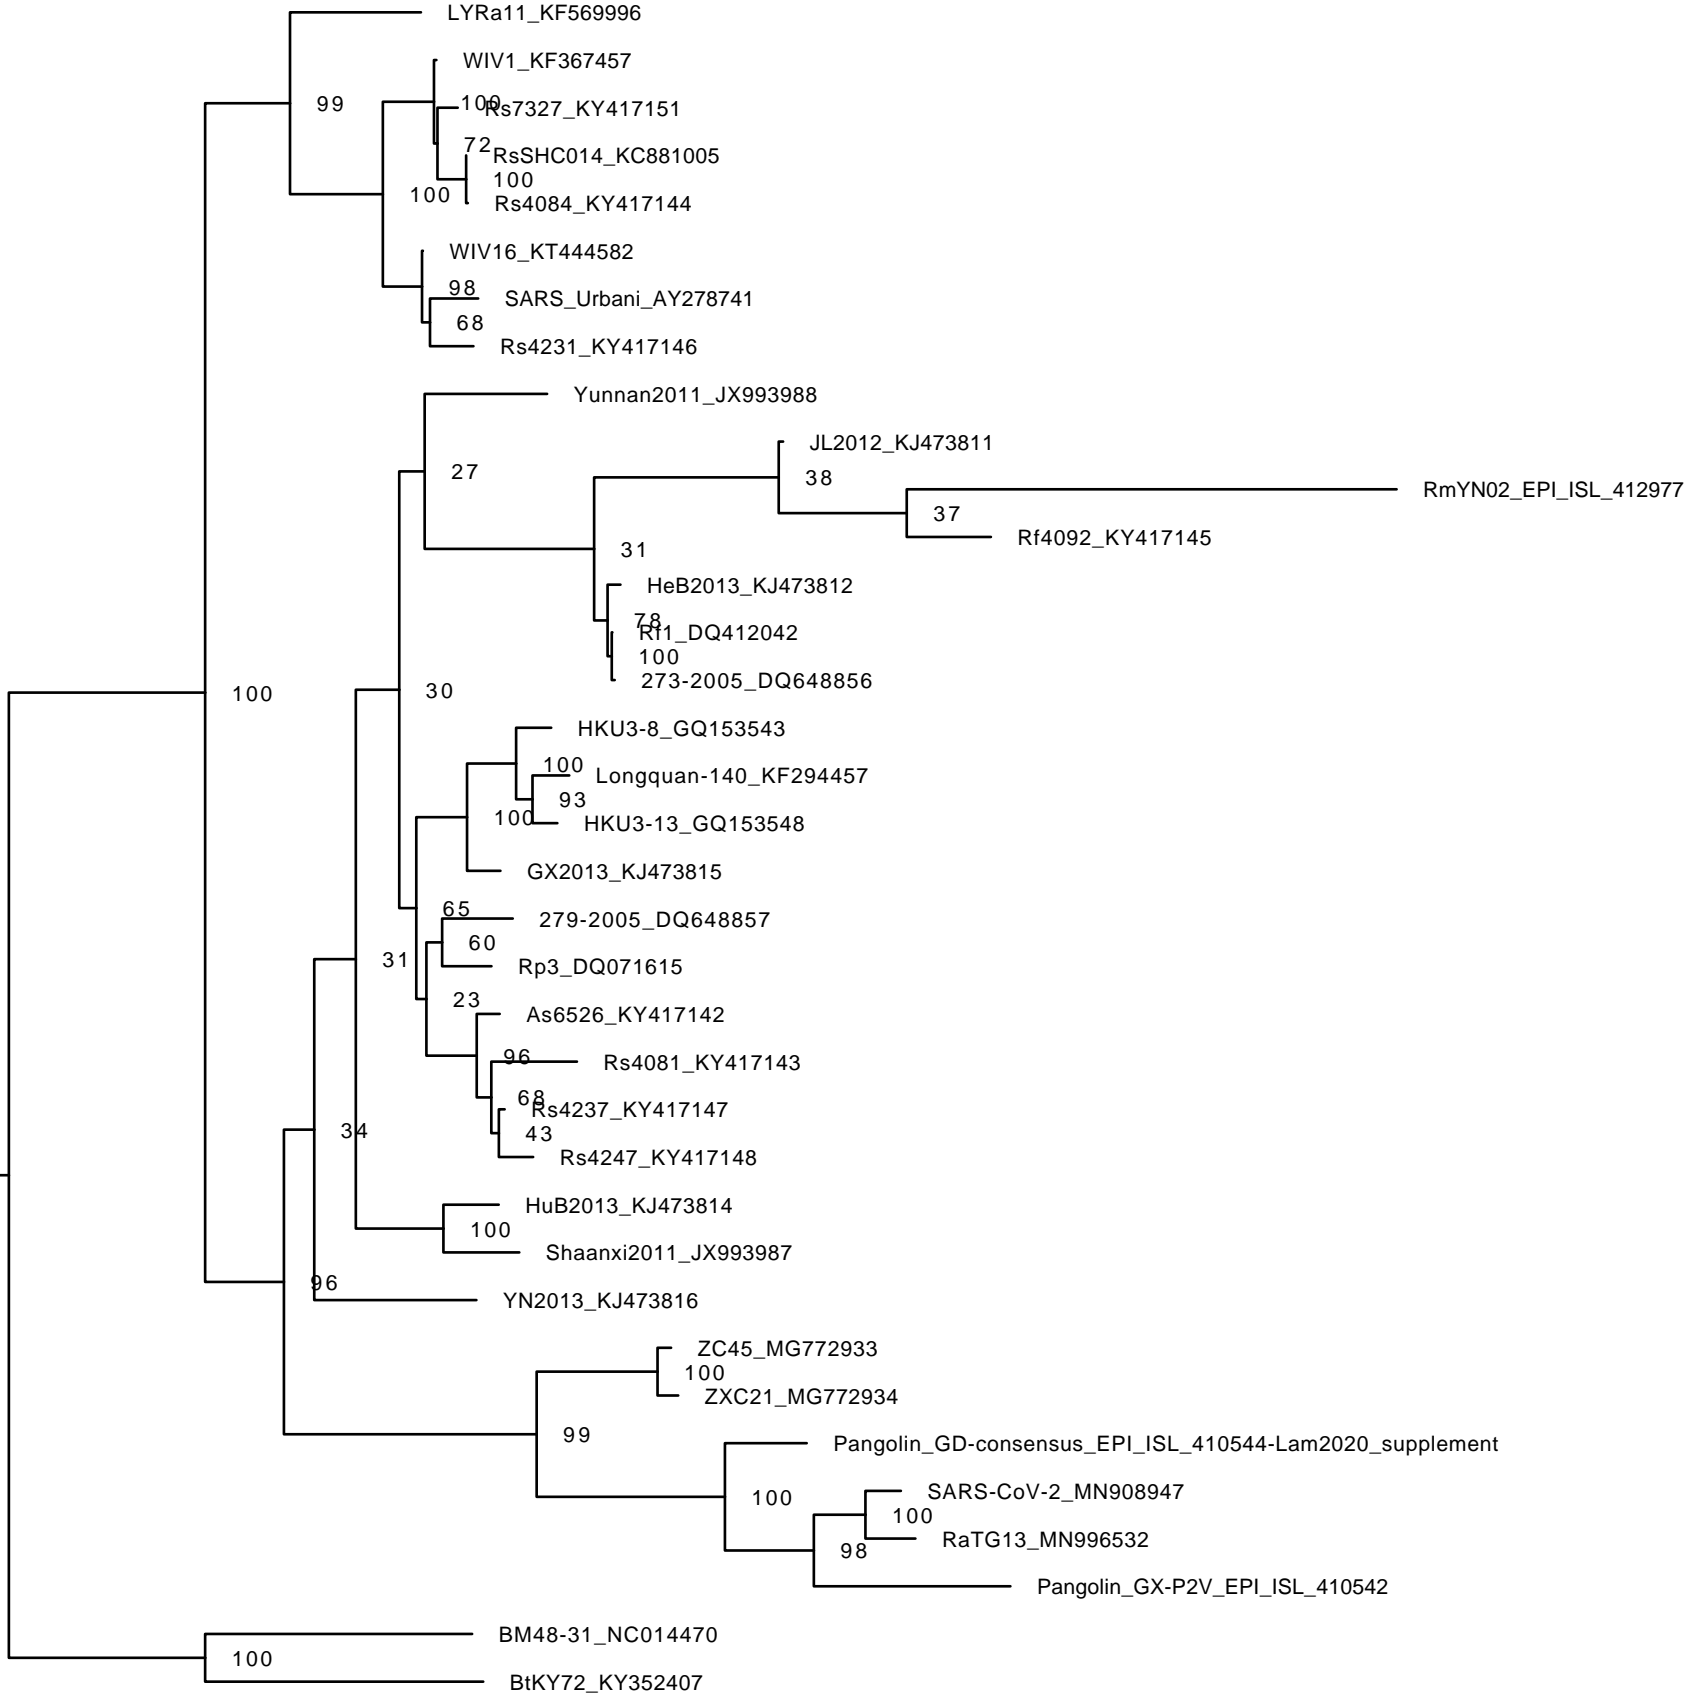 LYRa11_KF569996
WIV1_KF367457
99
100
Rs7327_KY417151
72
RsSHC014_KC881005
100
100
Rs4084_KY417144
WIV16_KT444582
98
SARS_Urbani_AY278741
68
Rs4231_KY417146
Yunnan2011_JX993988
JL2012_KJ473811
27
38
RmYN02_EPI_ISL_412977
37
Rf4092_KY417145
31
HeB2013_KJ473812
78
Rf1_DQ412042
100
273-2005_DQ648856
100
30
HKU3-8_GQ153543
100
Longquan-140_KF294457
93
100
HKU3-13_GQ153548
GX2013_KJ473815
65
279-2005_DQ648857
60
31
Rp3_DQ071615
23
As6526_KY417142
96
Rs4081_KY417143
68
Rs4237_KY417147
34
43
Rs4247_KY417148
HuB2013_KJ473814
100
Shaanxi2011_JX993987
96
YN2013_KJ473816
ZC45_MG772933
100
ZXC21_MG772934
99
Pangolin_GD-consensus_EPI_ISL_410544-Lam2020_supplement
SARS-CoV-2_MN908947
100
100
RaTG13_MN996532
98
Pangolin_GX-P2V_EPI_ISL_410542
BM48-31_NC014470
100
BtKY72_KY352407